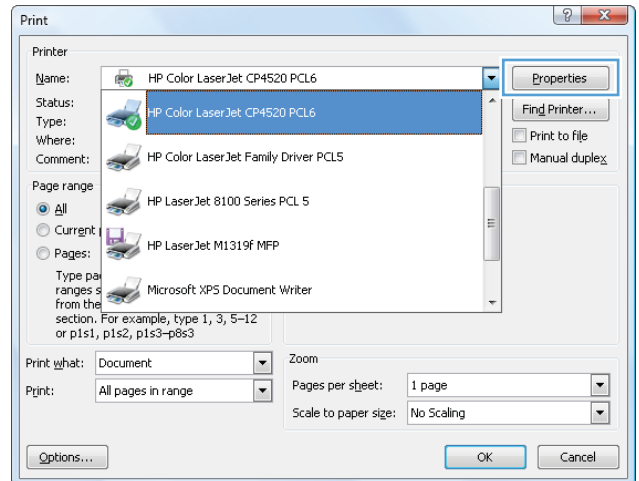 Print
Printer
Name: HP Color LaserJet CP4520 PCL6 Properties
Status:
HP Color LaserJet CP4520 PCL6 Find Printer...
Type:
Where: Print to file
Comment: HP Color LaserJet Family Driver PCL5 Manual duplex
Page range
All HP LaserJet 8100 Series PCL 5
Current
Pages: HP LaserJet M1319f MFP
Type
ranges
Microsoft XPS Document Writer
from the
section. For example, type 1, 3, 5–12
or p1s1, p1s2, p1s3–p8s3
Print what: Document Zoom
Print: All pages in range Pages per sheet: 1 page
Scale to paper size: No Scaling
Options... OK Cancel